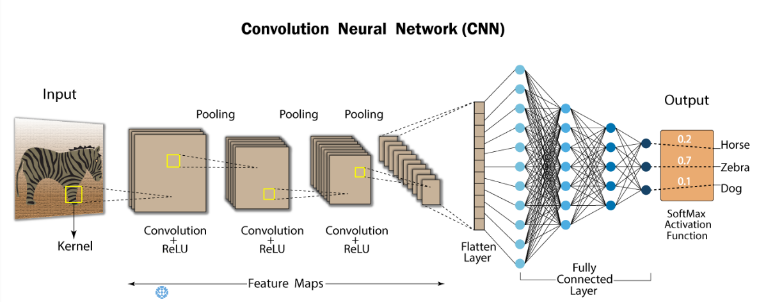 Convolution Neural Network (CNN)
Input
Pooling
Pooling
Pooling
Output
0.2
Horse
0.7
Zebra
0.1
Dog
Kernel
Convolution
+
ReLU
Convolution
+
ReLU
Convolution
+
ReLU
Flatten
Layer
SoftMax
Activation
Function
Feature Maps
Fully
Connected
Layer